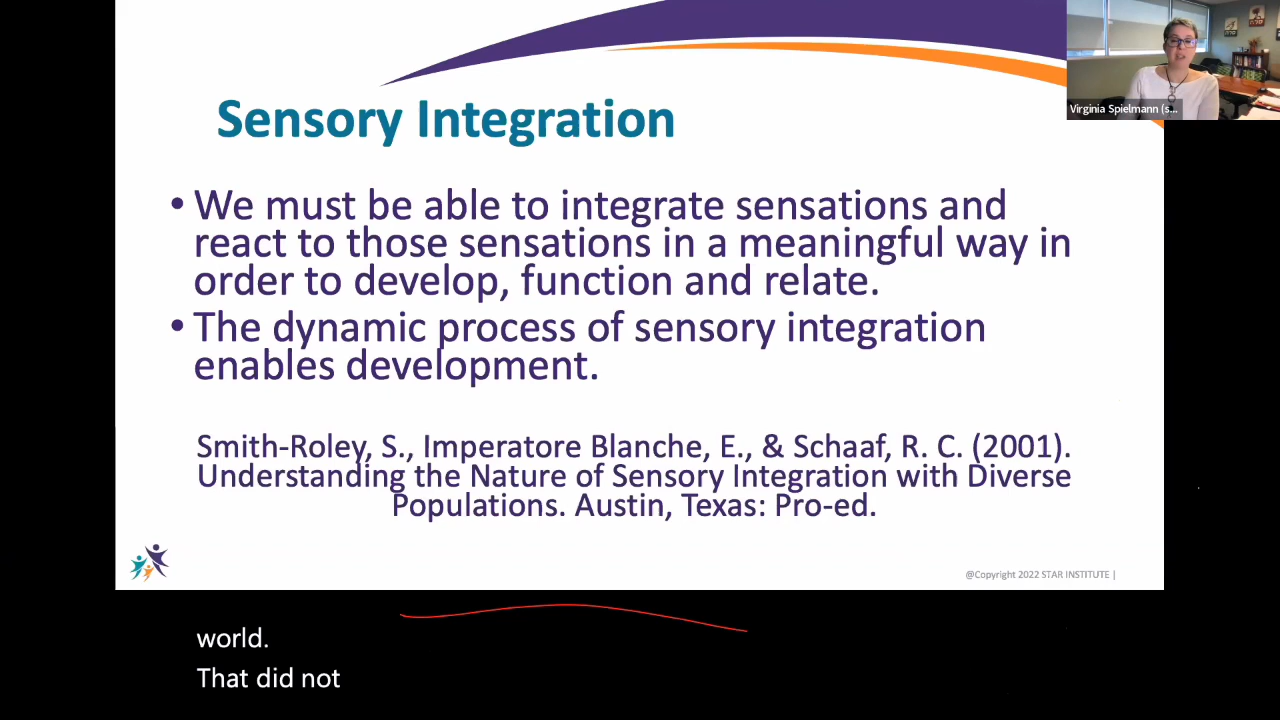 Sensory Integration
• We must be able to integrate sensations and
react to those sensations in a meaningful way in
order to develop, function and relate.
• The dynamic process of sensory integration
enables development.
Smith-Roley, S., Imperatore Blanche, E., & Schaaf, R. C. (2001).
Understanding the Nature of Sensory Integration with Diverse
Populations. Austin, Texas: Pro-ed.
@Copyright 2022 STAR INSTITUTE |
Virginia Spielmann (s...
world.
That did not